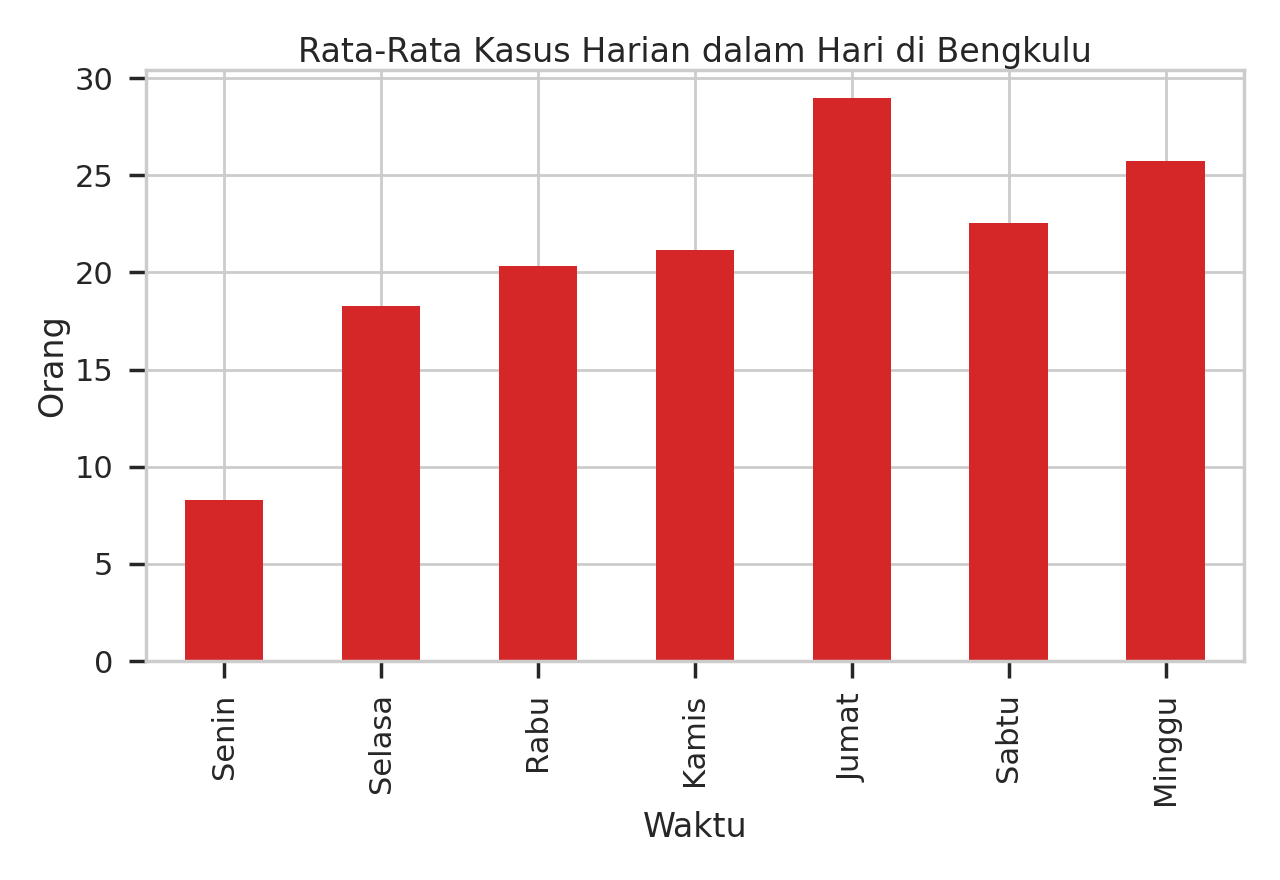 Rata-Rata Kasus Harian dalam Hari di Bengkulu
30
25
20
15
10
5
0
Orang
Senin
Selasa
Rabu
Kamis
Jumat
Sabtu
Minggu
Waktu